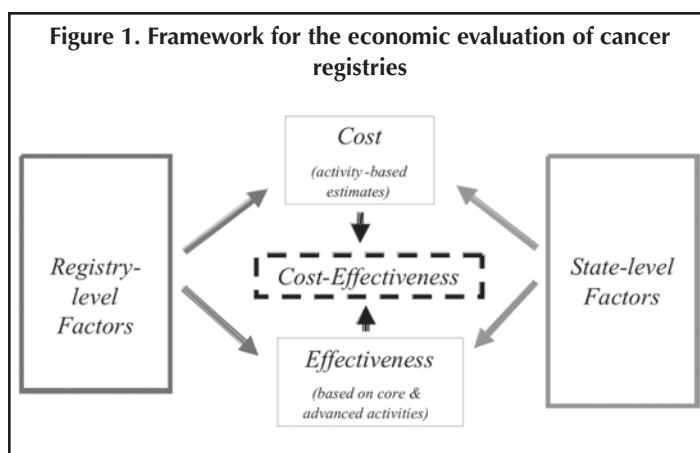 Figure 1. Framework for the economic evaluation of cancer
registries
Cost
(activity-based
estimates)
Registry-
level
Factors
Cost-Effectiveness
State-level
Factors
Effectiveness
(based on core &
advanced activities)